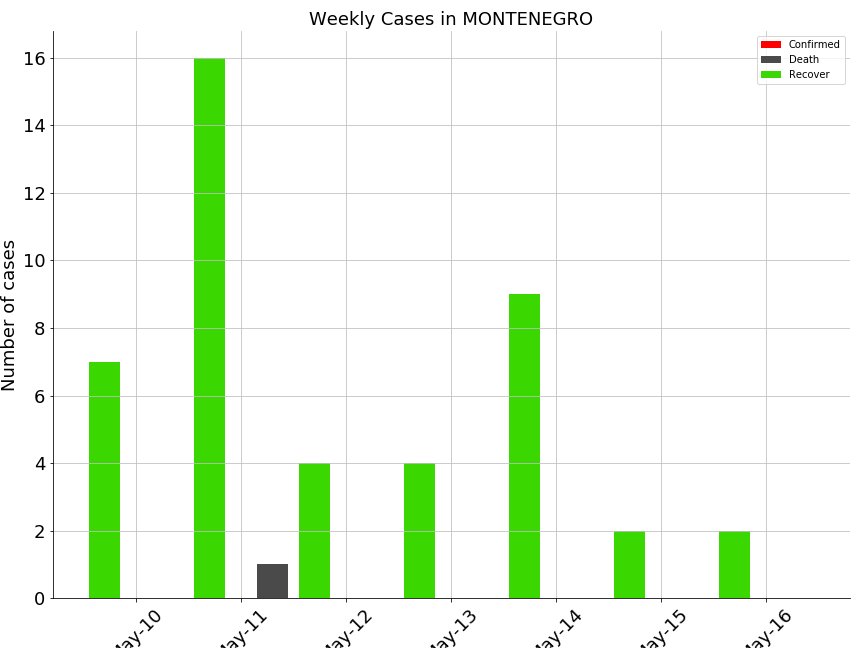 Weekly Cases in MONTENEGRO
Confirmed
Death
Recover
Number of cases
16
14
12
10
8
6
4
2
0
May-10
May-11
May-12
May-13
May-14
May-15
May-16